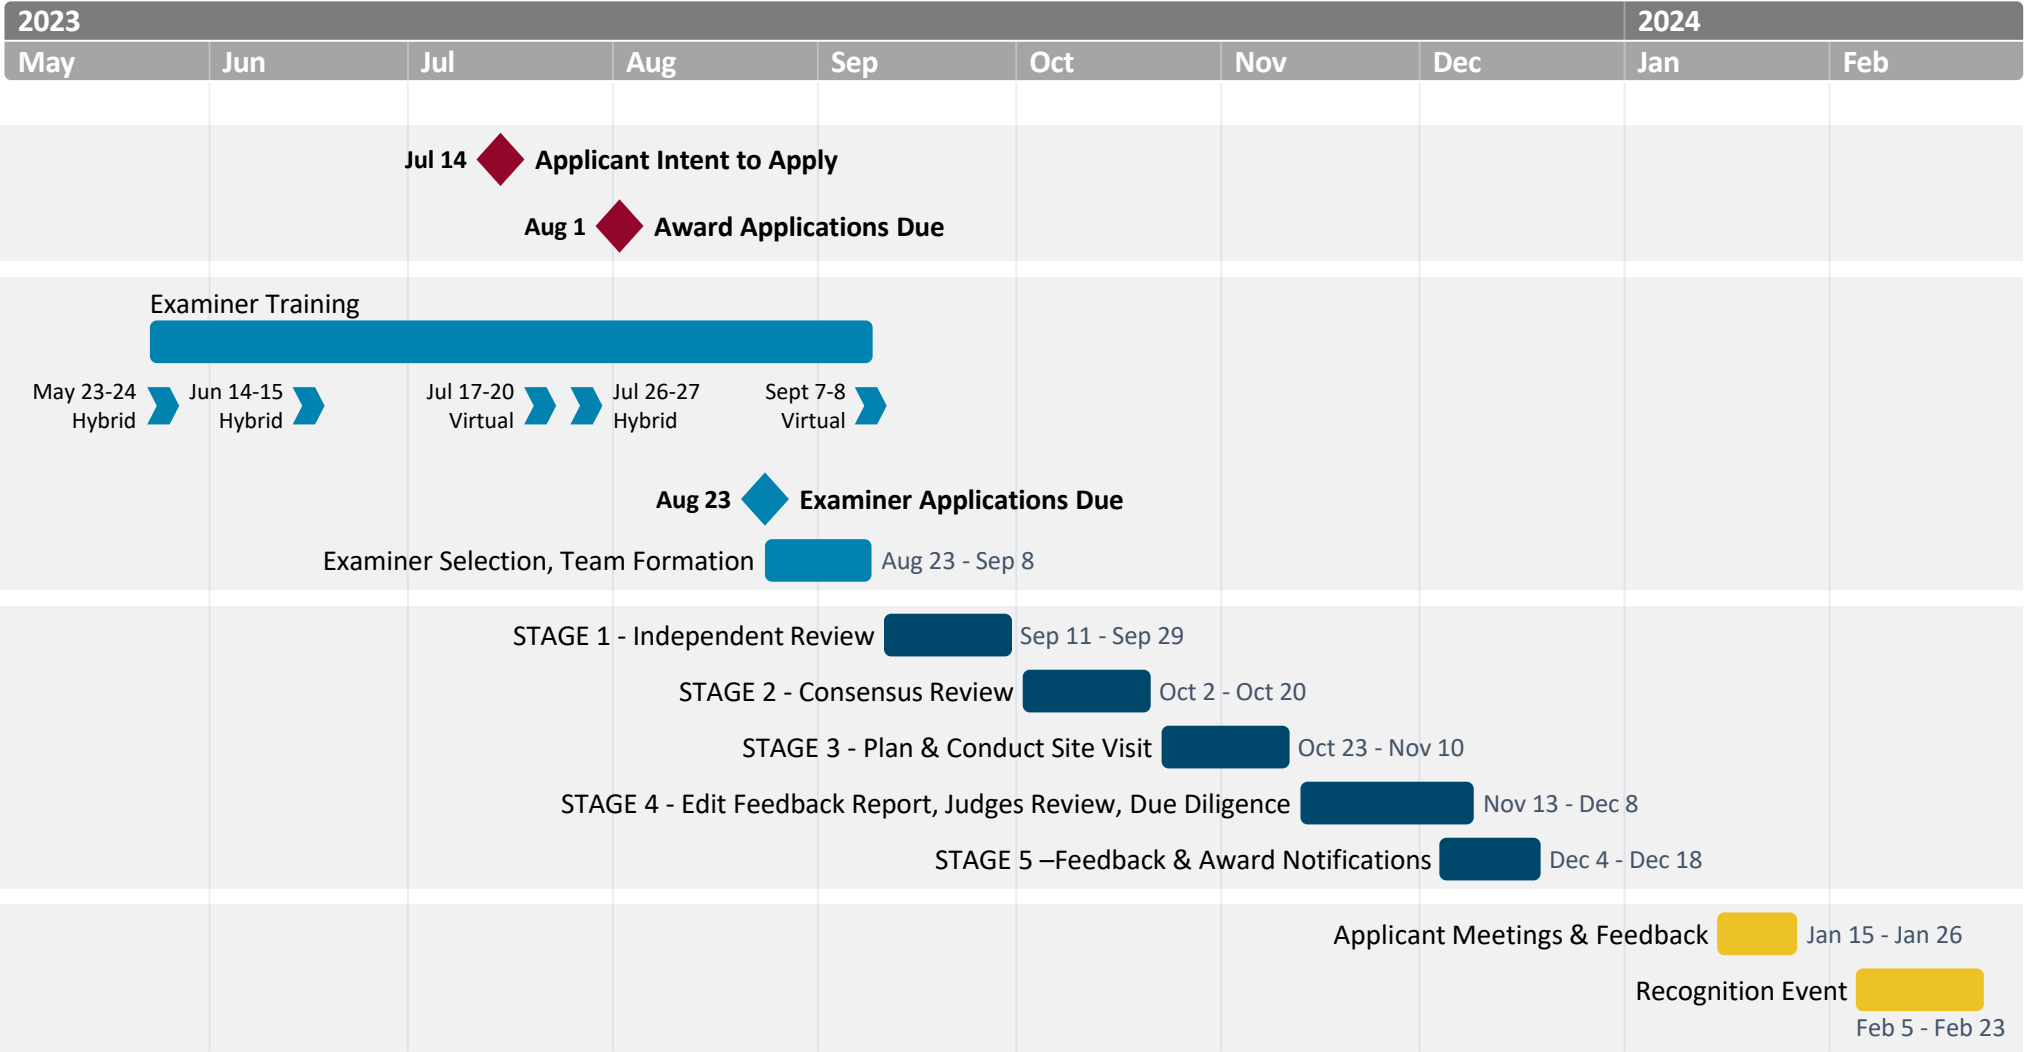 2023 2024
May Jun Jul Aug Sep Oct Nov Dec Jan Feb
Jul 14 Applicant Intent to Apply
Aug 1 Award Applications Due
Examiner Training
May 23-24 Jun 14-15 Jul 17-20 Jul 26-27 Sept 7-8
Hybrid Hybrid Virtual Hybrid Virtual
Aug 23 Examiner Applications Due
Examiner Selection, Team Formation Aug 23 - Sep 8
STAGE 1 - Independent Review Sep 11 - Sep 29
STAGE 2 - Consensus Review Oct 2 - Oct 20
STAGE 3 - Plan & Conduct Site Visit Oct 23 - Nov 10
STAGE 4 - Edit Feedback Report, Judges Review, Due Diligence Nov 13 - Dec 8
STAGE 5 –Feedback & Award Notifications Dec 4 - Dec 18
Applicant Meetings & Feedback Jan 15 - Jan 26
Recognition Event
Feb 5 - Feb 23